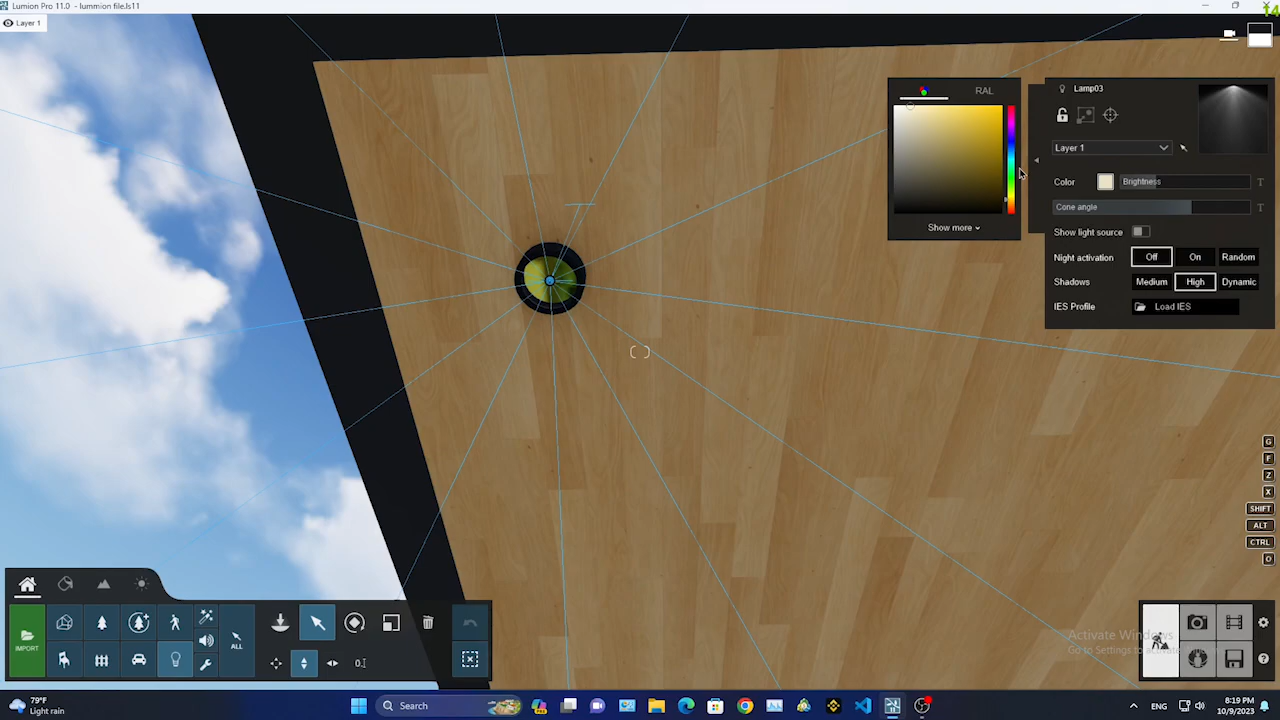 Lumion Pro 11.0 - lummion file.ls11
14
Layer 1
RAL
Show more
Lamp03
Layer 1
Color
Brightness
T
Cone angle
T
Show light source
Night activation
Off
On
Random
Shadows
Medium
High
Dynamic
IES Profile
Load IES
G
F
Z
X
SHIFT
ALT
CTRL
O
IMPORT
ALL
Activate Windows
Go to Settings to activate Windows.
79°F
Light rain
Search
ENG
8:19 PM
10/9/2023